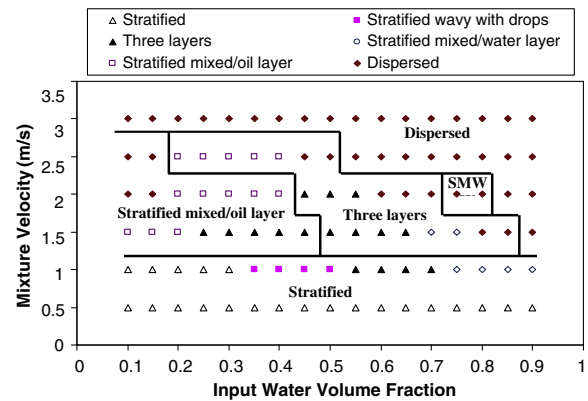 Stratified
Stratified wavy with drops
Three layers
Stratified mixed/water layer
Stratified mixed/oil layer
Dispersed
3.5
3
2.5
2
1.5
1
0.5
0
Mixture Velocity (m/s)
Dispersed
SMW
Stratified mixed/oil layer
Three layers
Stratified
0
0.1
0.2
0.3
0.4
0.5
0.6
0.7
0.8
0.9
1
Input Water Volume Fraction